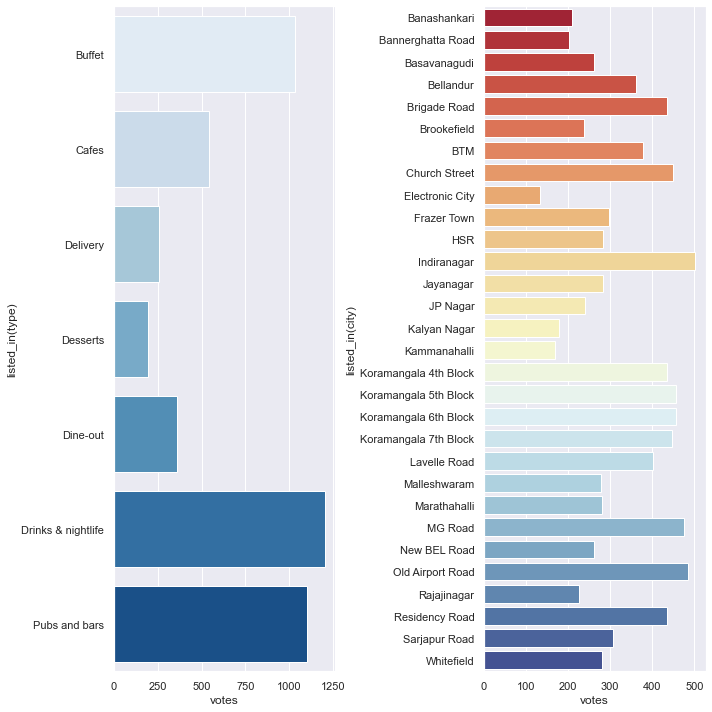 Buffet
Cafes
Delivery
Desserts
Dine-out
Drinks & nightlife
Pubs and bars
listed_in(type)
0 250 500 750 1000 1250
votes
Banashankari
Bannerghatta Road
Basavanagudi
Bellandur
Brigade Road
Brookefield
BTM
Church Street
Electronic City
Frazer Town
HSR
Indiranagar
Jayanagar
JP Nagar
Kalyan Nagar
Kammanahalli
Koramangala 4th Block
Koramangala 5th Block
Koramangala 6th Block
Koramangala 7th Block
Lavelle Road
Malleshwaram
Marathahalli
MG Road
New BEL Road
Old Airport Road
Rajajinagar
Residency Road
Sarjapur Road
Whitefield
listed_in(city)
0 100 200 300 400 500
votes